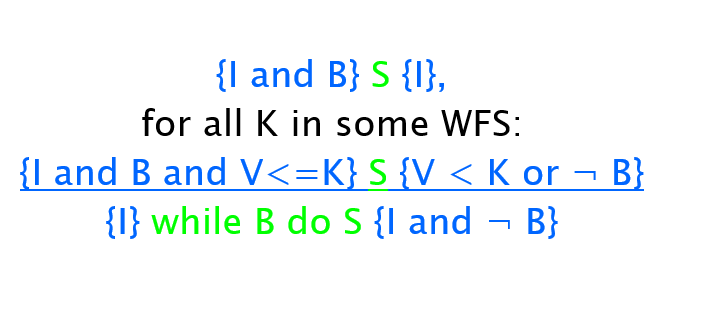 {I and B} S {I},
for all K in some WFS:
{I and B and V<=K} S {V < K or ¬ B}
{I} while B do S {I and ¬ B}